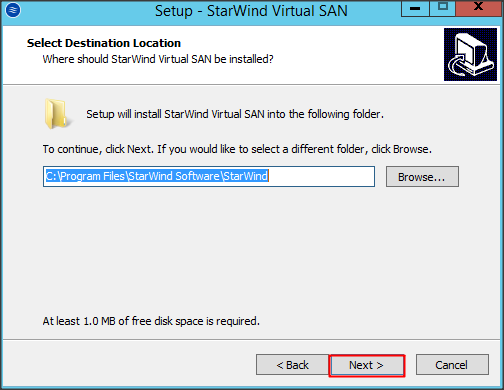 Setup - StarWind Virtual SAN
Select Destination Location
Where should StarWind Virtual SAN be installed?
Setup will install StarWind Virtual SAN into the following folder.
To continue, click Next. If you would like to select a different folder, click Browse.
C:\Program Files\StarWind Software\StarWind
Browse...
At least 1.0 MB of free disk space is required.
< Back
Next >
Cancel